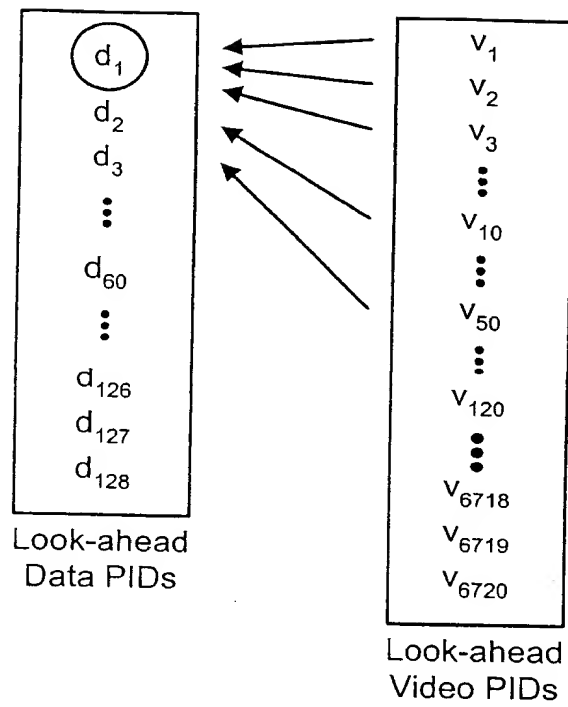 d1
d2
d3
d60
d126
d127
d128
Look-ahead
Data PIDs
v1
v2
v3
v10
v50
v120
v6718
v6719
v6720
Look-ahead
Video PIDs